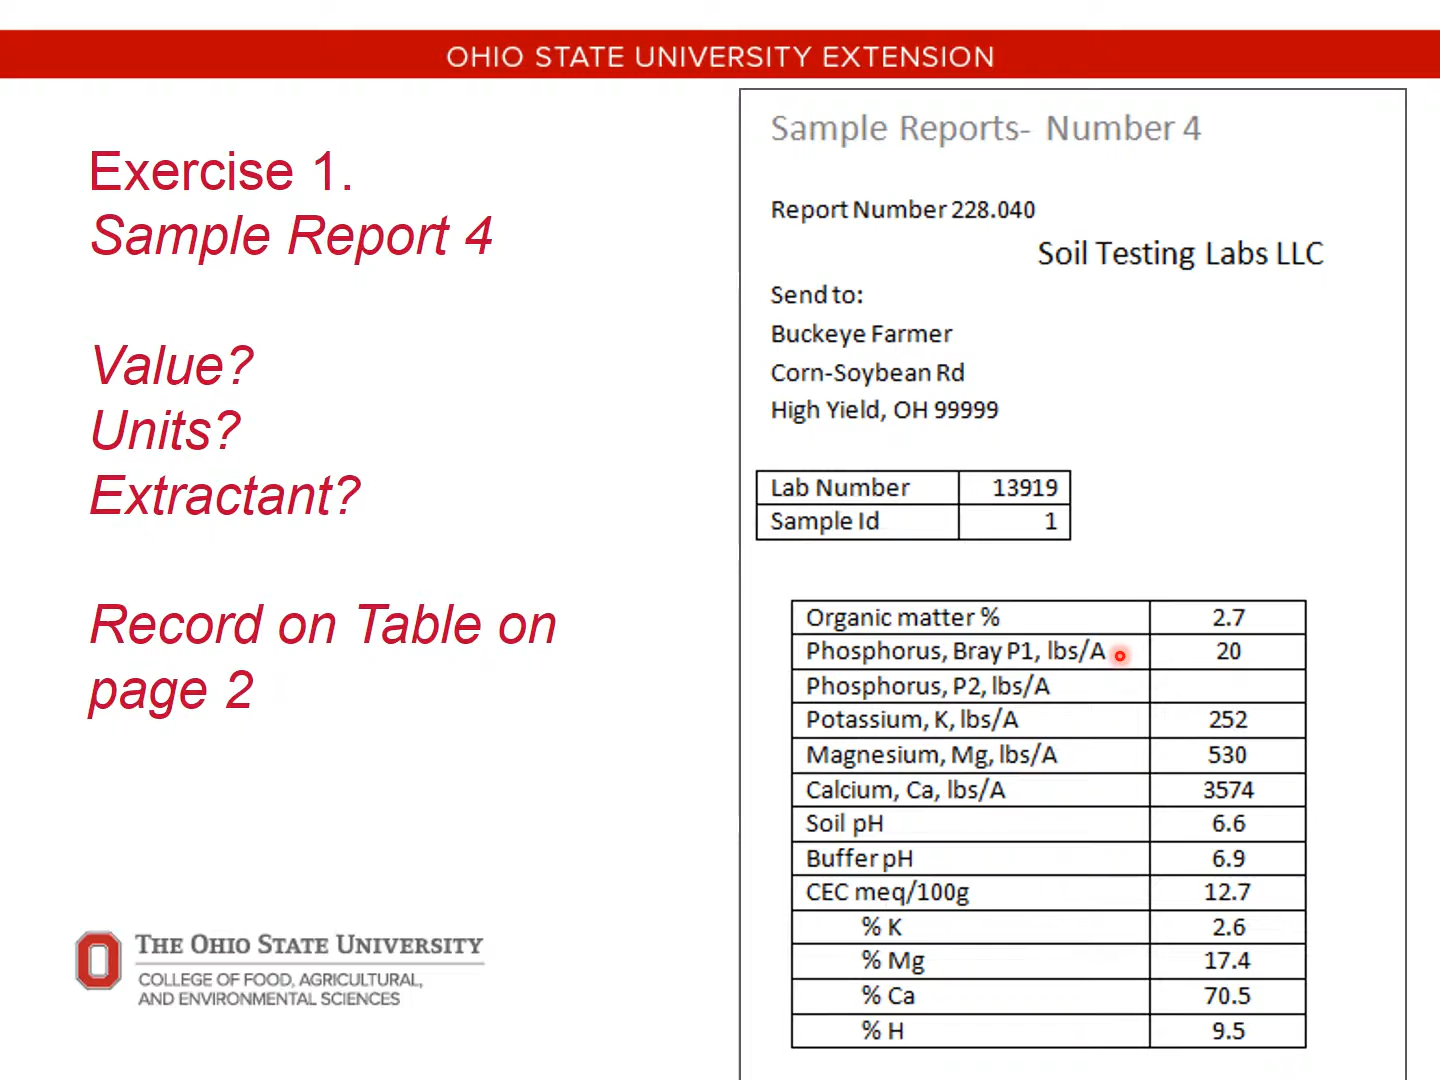 OHIO STATE UNIVERSITY EXTENSION
Exercise 1.
Sample Report 4
Value?
Units?
Extractant?
Record on Table on
page 2
THE OHIO STATE UNIVERSITY
COLLEGE OF FOOD, AGRICULTURAL,
AND ENVIRONMENTAL SCIENCES
Sample Reports- Number 4
Report Number 228.040
Soil Testing Labs LLC
Send to:
Buckeye Farmer
Corn-Soybean Rd
High Yield, OH 99999
Lab Number 13919
Sample Id 1
Organic matter % 2.7
Phosphorus, Bray P1, lbs/A 20
Phosphorus, P2, lbs/A
Potassium, K, lbs/A 252
Magnesium, Mg, lbs/A 530
Calcium, Ca, lbs/A 3574
Soil pH 6.6
Buffer pH 6.9
CEC meq/100g 12.7
% K 2.6
% Mg 17.4
% Ca 70.5
% H 9.5